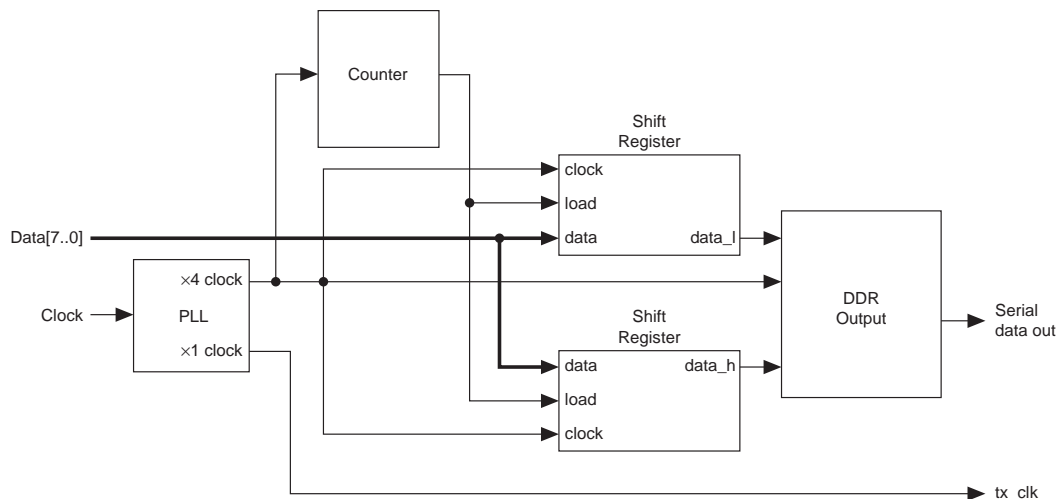 Counter
Shift
Register
clock
load
data
data_l
Data[7..0]
×4 clock
PLL
×1 clock
Clock
DDR
Output
Serial
data out
Shift
Register
data
data_h
load
clock
tx_clk